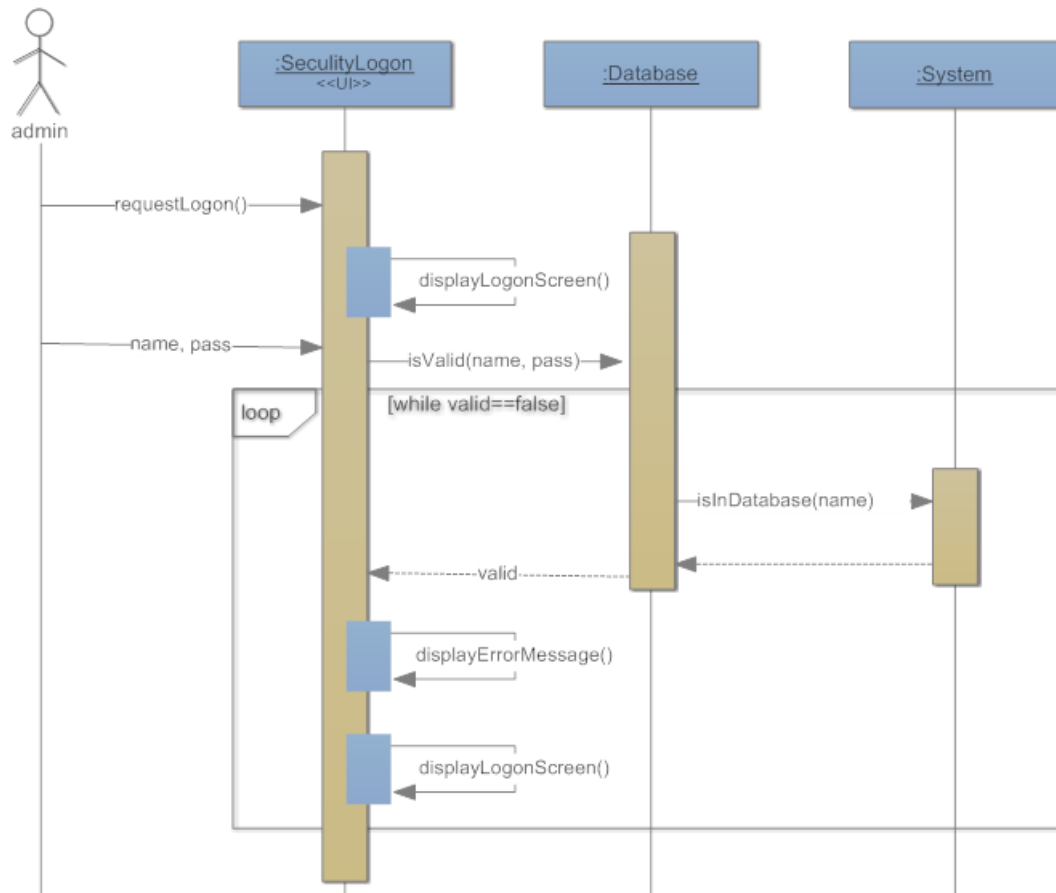 :SeculityLogon
<<UI>>
:Database
:System
admin
requestLogon()
displayLogonScreen()
name, pass
isValid(name, pass)
loop
[while valid==false]
isInDatabase(name)
valid
displayErrorMessage()
displayLogonScreen()